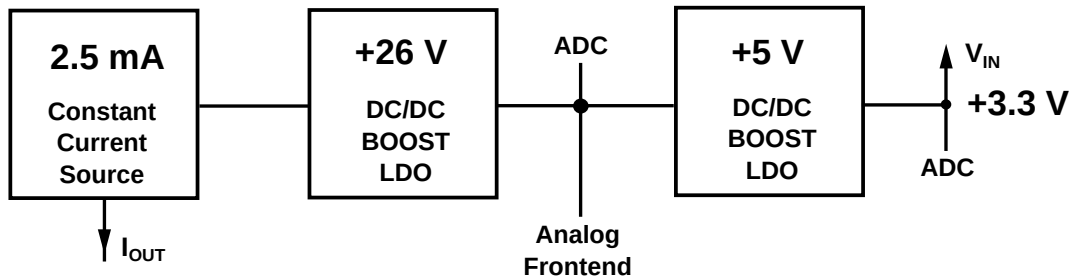 2.5 mA
Constant
Current
Source
I_OUT
+26 V
DC/DC
BOOST
LDO
ADC
Analog
Frontend
+5 V
DC/DC
BOOST
LDO
V_IN
+3.3 V
ADC